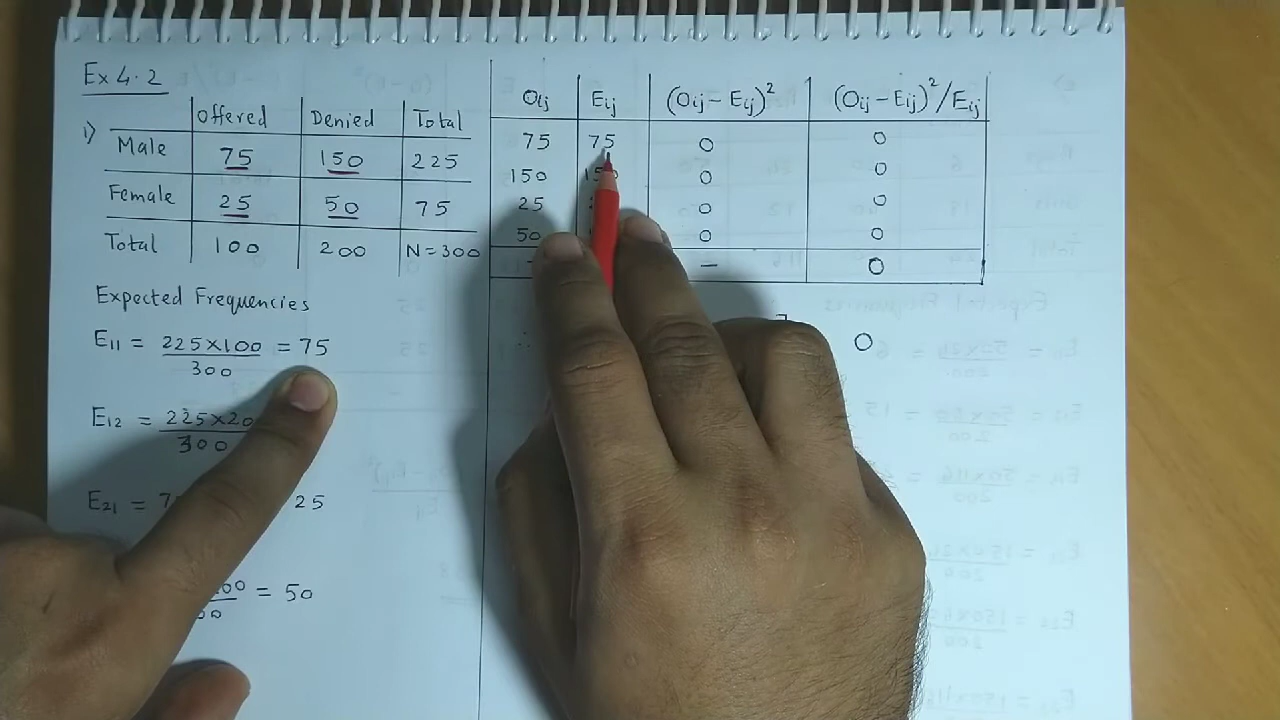 Ex 4.2
i)
Offered Denied Total
Male 75 150 225
Female 25 50 75
Total 100 200 N=300
Expected Frequencies
E₁₁ = 225×100 = 75
300
E₁₂ = 225×20
300
E₂₁ = 25
= 50
Oᵢⱼ Eᵢⱼ (Oᵢⱼ - Eᵢⱼ)² (Oᵢⱼ - Eᵢⱼ)²/Eᵢⱼ
75 75 0 0
150 0 0
25 0 0
50 0 0
- - 0
0